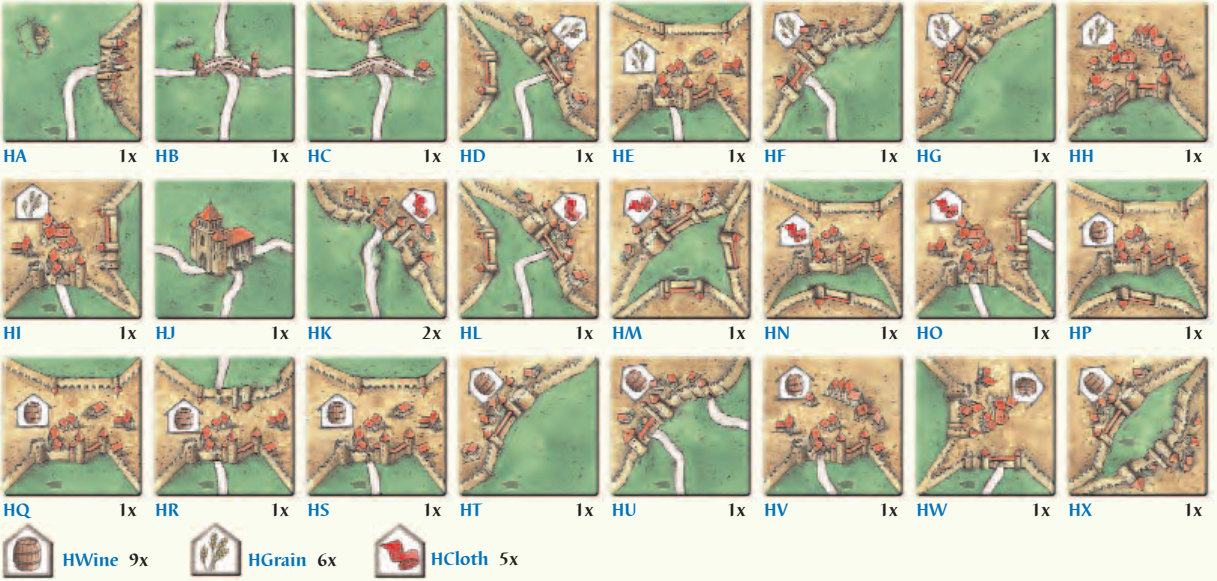 HA 1x HB 1x HC 1x HD 1x HE 1x HF 1x HG 1x HH 1x
HI 1x HJ 1x HK 2x HL 1x HM 1x HN 1x HO 1x HP 1x
HQ 1x HR 1x HS 1x HT 1x HU 1x HV 1x HW 1x HX 1x
HWine 9x HGrain 6x HCloth 5x